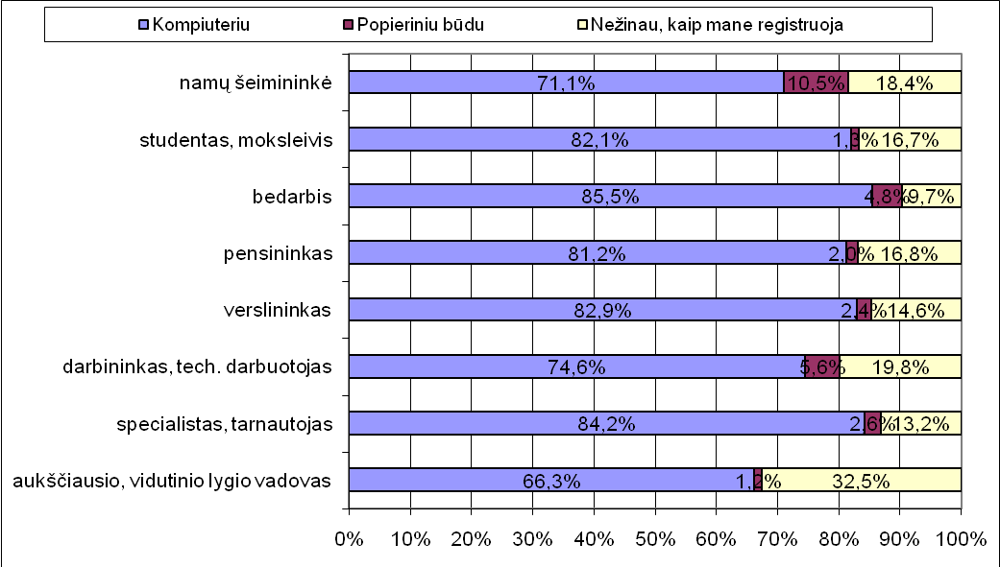 Kompiuteriu Popieriniu būdu Nežinau, kaip mane registruoja
namų šeimininkė 71,1% 10,5% 18,4%
studentas, moksleivis 82,1% 1,3% 16,7%
bedarbis 85,5% 4,8% 9,7%
pensininkas 81,2% 2,0% 16,8%
verslininkas 82,9% 2,4% 14,6%
darbininkas, tech. darbuotojas 74,6% 5,6% 19,8%
specialistas, tarnautojas 84,2% 2,6% 13,2%
aukščiausio, vidutinio lygio vadovas 66,3% 1,2% 32,5%
0% 10% 20% 30% 40% 50% 60% 70% 80% 90% 100%